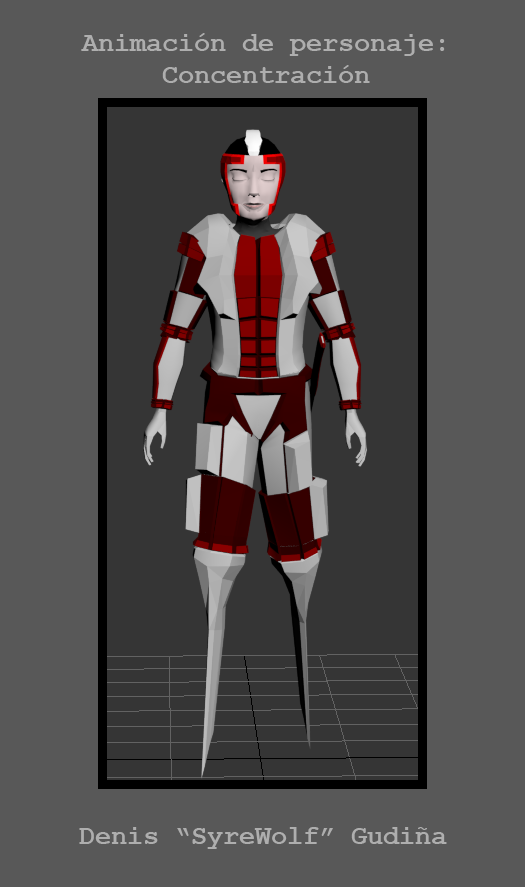 Animación de personaje:
Concentración
Denis “SyreWolf” Gudiña